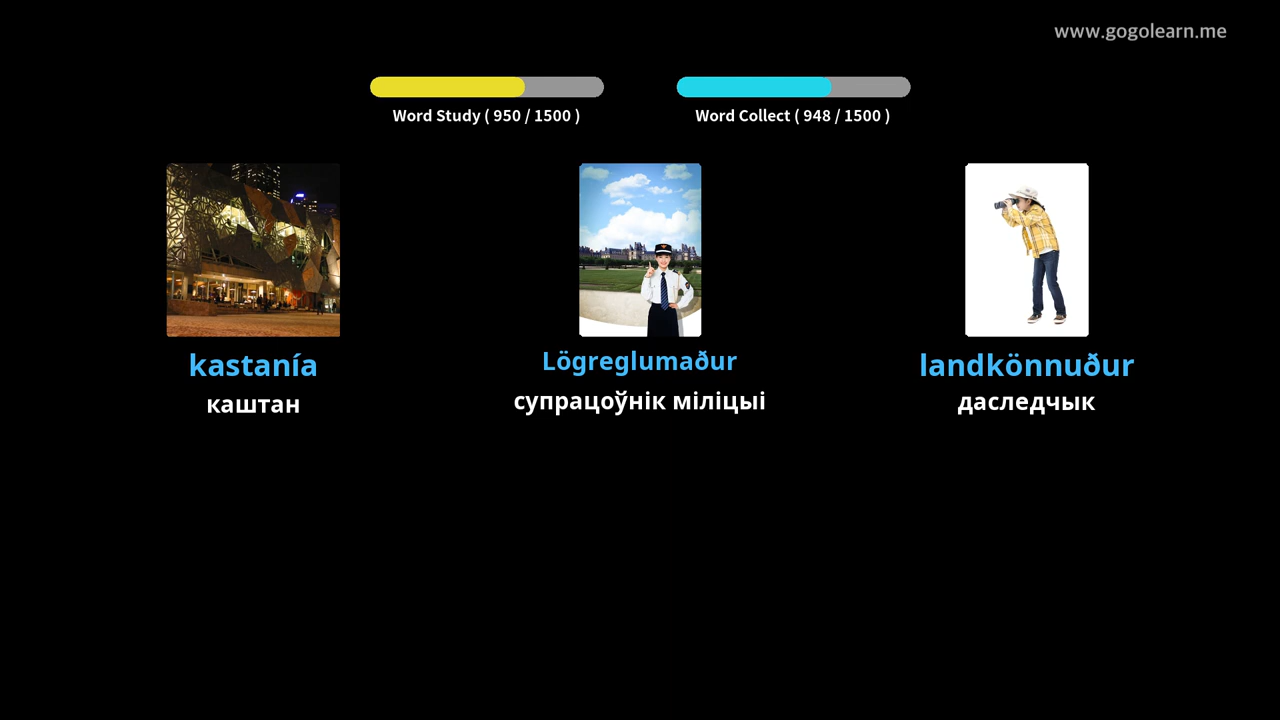 www.gogolearn.me
Word Study ( 950 / 1500 )
Word Collect ( 948 / 1500 )
kastanía
каштан
Lögreglumaður
супрацоўнік міліцыі
landkönnuður
даследчык